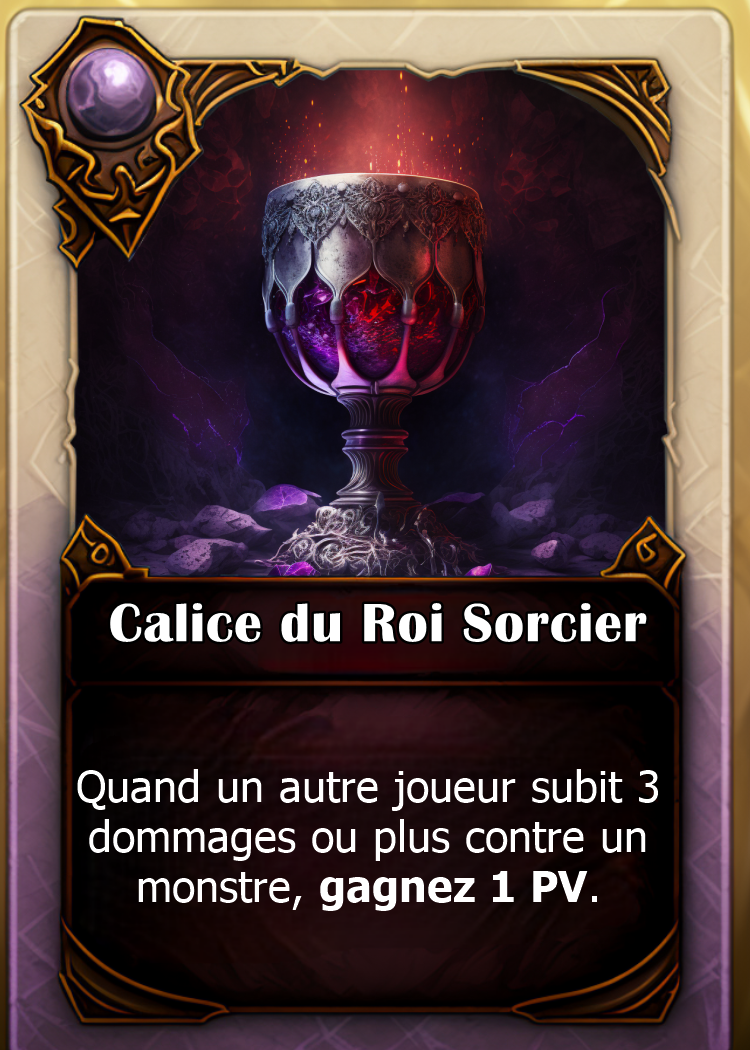 Calice du Roi Sorcier
Quand un autre joueur subit 3
dommages ou plus contre un
monstre, gagnez 1 PV.